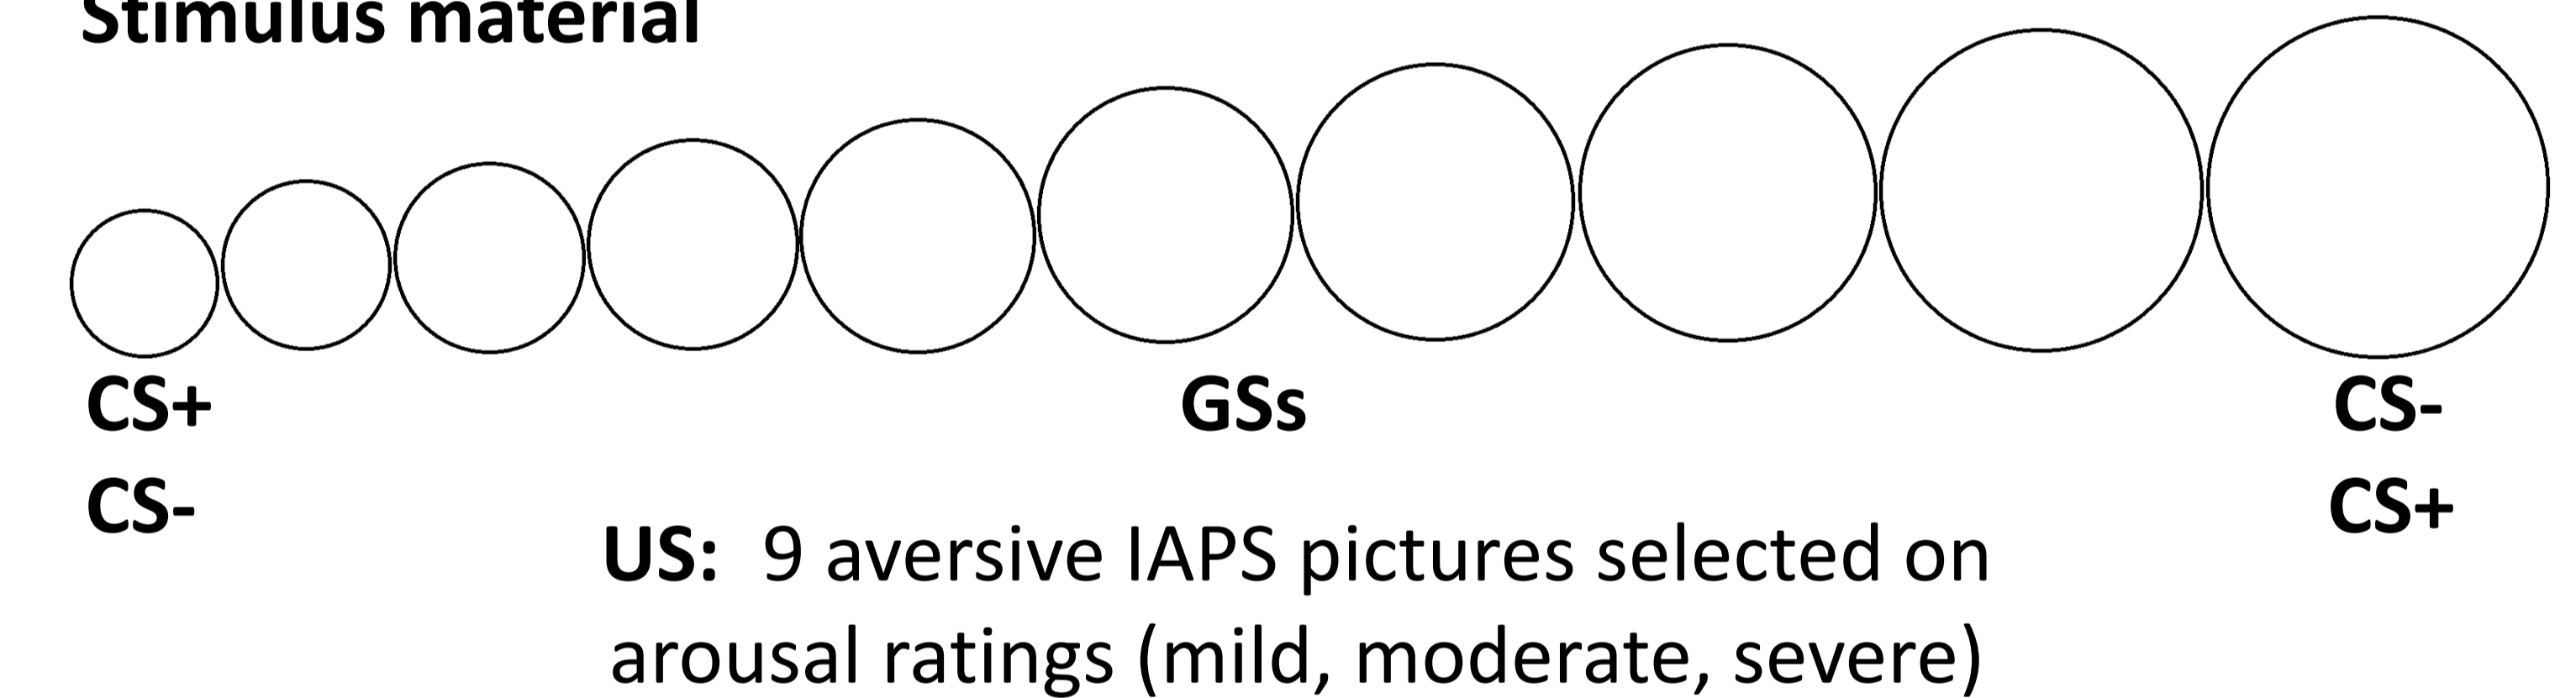 Stimulus material
CS+ GSs CS-
CS- CS+
US: 9 aversive IAPS pictures selected on
arousal ratings (mild, moderate, severe)